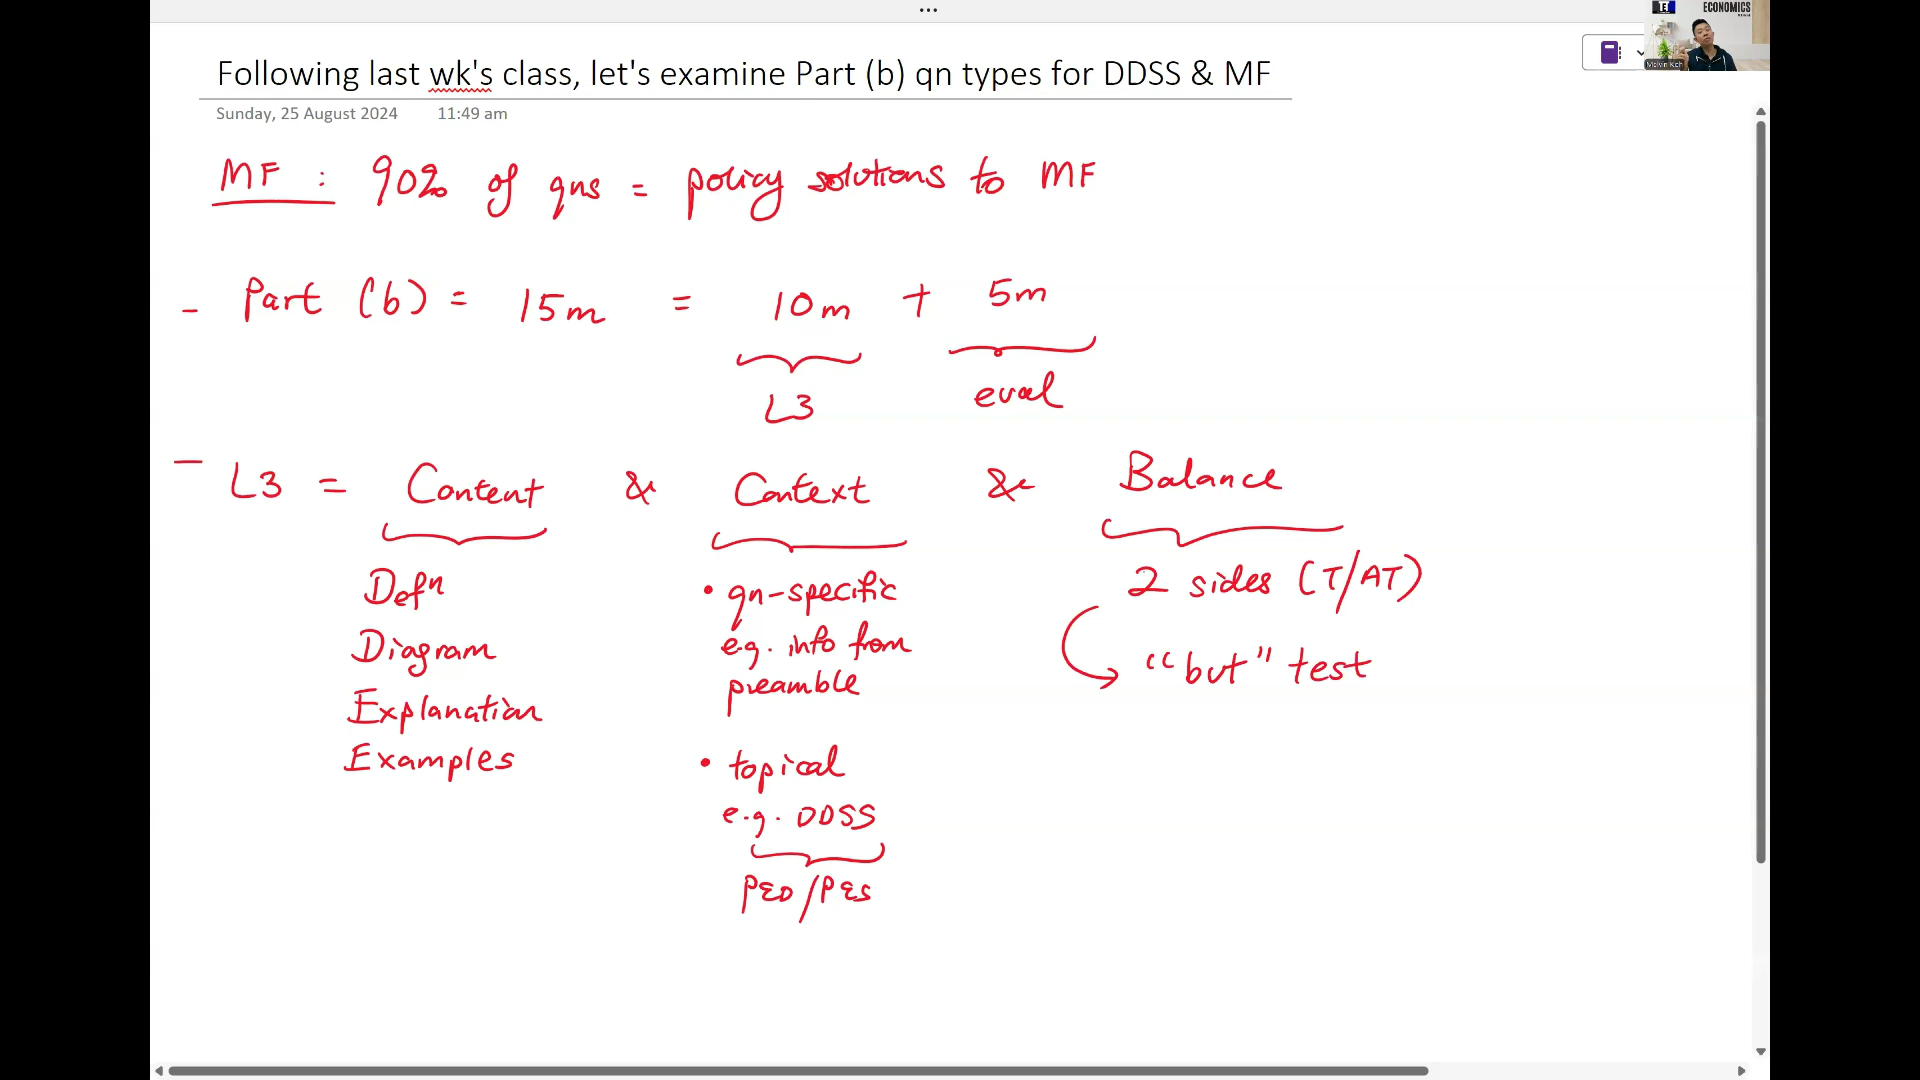 ...
ECONOMICS
Following last wk's class, let's examine Part (b) qn types for DDSS & MF
Sunday, 25 August 2024 11:49 am
MF : 90% of qns = policy solutions to MF
- Part (b) = 15m = 10m + 5m
L3 eval
- L3 = Content & Context & Balance
Defn
Diagram
Explanation
Examples
• qn-specific
e.g. info from
preamble
• topical
e.g. DDSS
PED/PES
2 sides (T/AT)
"but" test